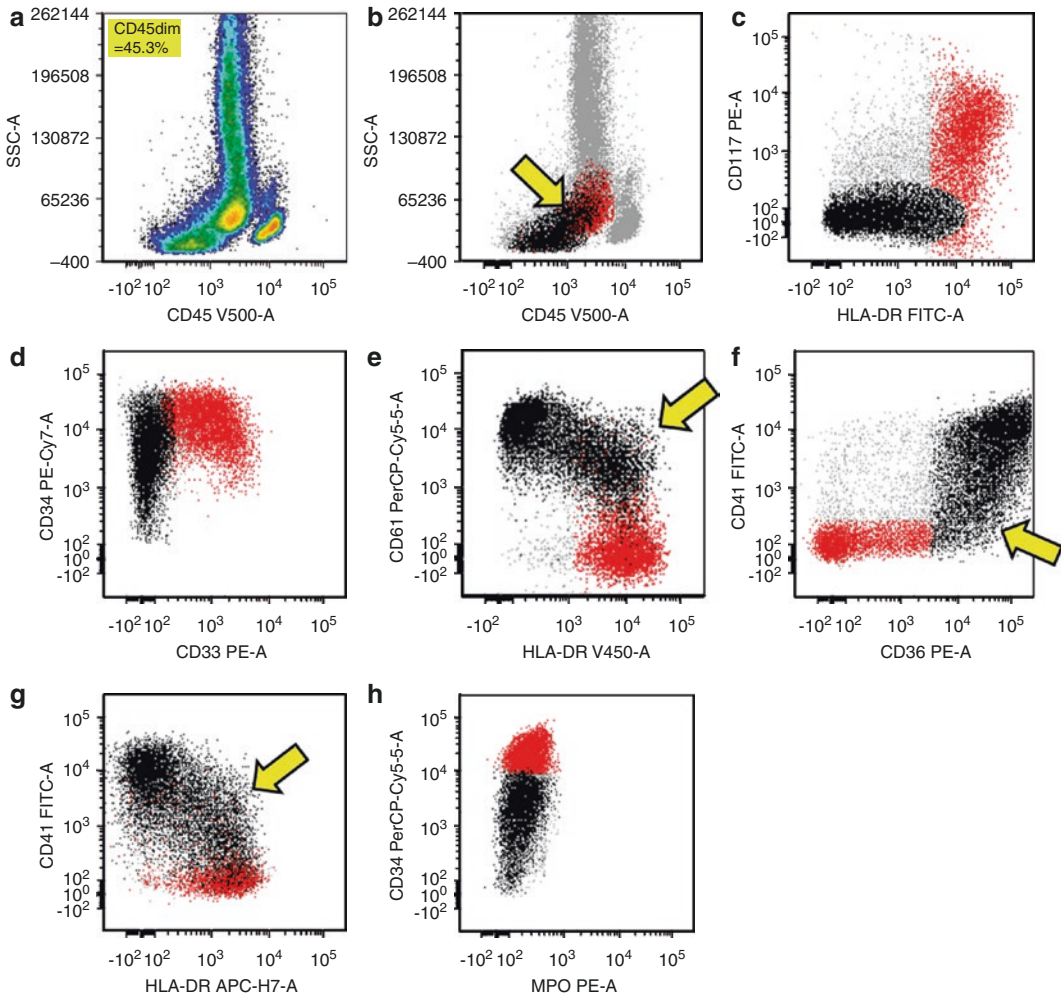 a
CD45dim
=45.3%
262144
196508
130872
65236
–400
SSC-A
-10² 10² 10³ 10⁴ 10⁵
CD45 V500-A
b
262144
196508
130872
65236
–400
SSC-A
-10² 10² 10³ 10⁴ 10⁵
CD45 V500-A
c
10⁵
10⁴
10³
10²
10⁰
-10²
CD117 PE-A
-10² 10² 10³ 10⁴ 10⁵
HLA-DR FITC-A
d
10⁵
10⁴
10³
10²
10⁰
-10²
CD34 PE-Cy7-A
-10² 10² 10³ 10⁴ 10⁵
CD33 PE-A
e
10⁵
10⁴
10³
10²
10⁰
-10²
CD61 PerCP-Cy5-5-A
-10² 10³ 10⁴ 10⁵
HLA-DR V450-A
f
10⁵
10⁴
10³
10²
10⁰
-10²
CD41 FITC-A
-10² 10² 10³ 10⁴ 10⁵
CD36 PE-A
g
10⁵
10⁴
10³
10²
10⁰
-10²
CD41 FITC-A
-10² 10² 10³ 10⁴ 10⁵
HLA-DR APC-H7-A
h
10⁵
10⁴
10³
10²
10⁰
-10²
CD34 PerCP-Cy5-5-A
-10² 10² 10³ 10⁴ 10⁵
MPO PE-A